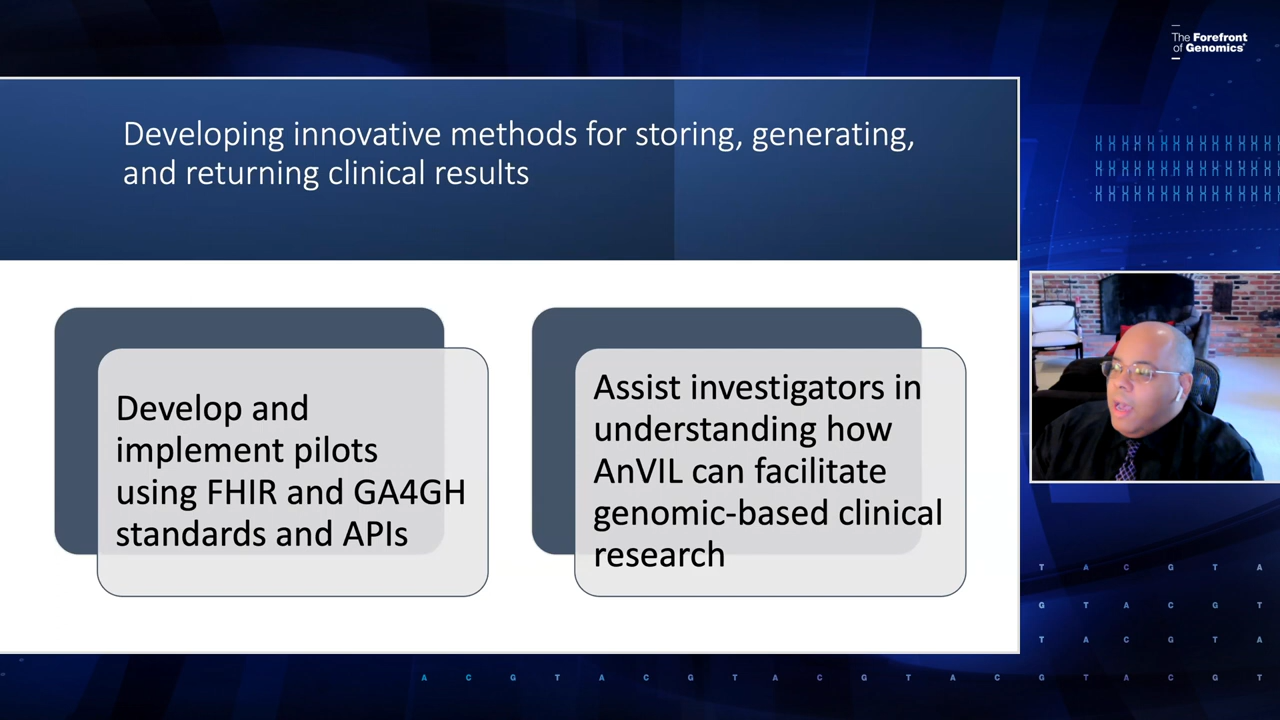 The Forefront
of Genomics®
Developing innovative methods for storing, generating,
and returning clinical results
Develop and
implement pilots
using FHIR and GA4GH
standards and APIs
Assist investigators in
understanding how
AnVIL can facilitate
genomic-based clinical
research
T A C G T A
G T A C G T
T A C G T A
A C G T A C G T A C G T A C G T A C G T